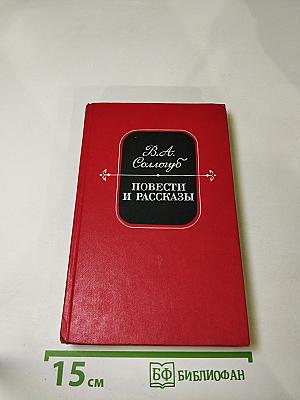 В.А.
Соллогуб
ПОВЕСТИ
И РАССКАЗЫ
15 см
БФ БИБЛИОФАН